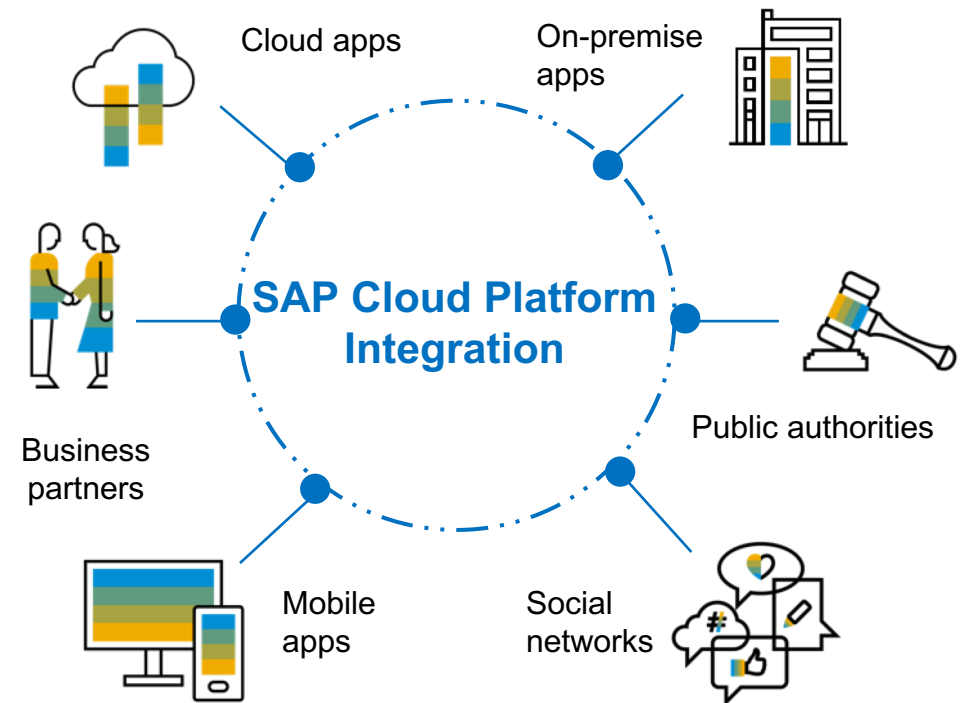 Cloud apps
On-premise
apps
SAP Cloud Platform
Integration
Business
partners
Public authorities
Mobile
apps
Social
networks
#